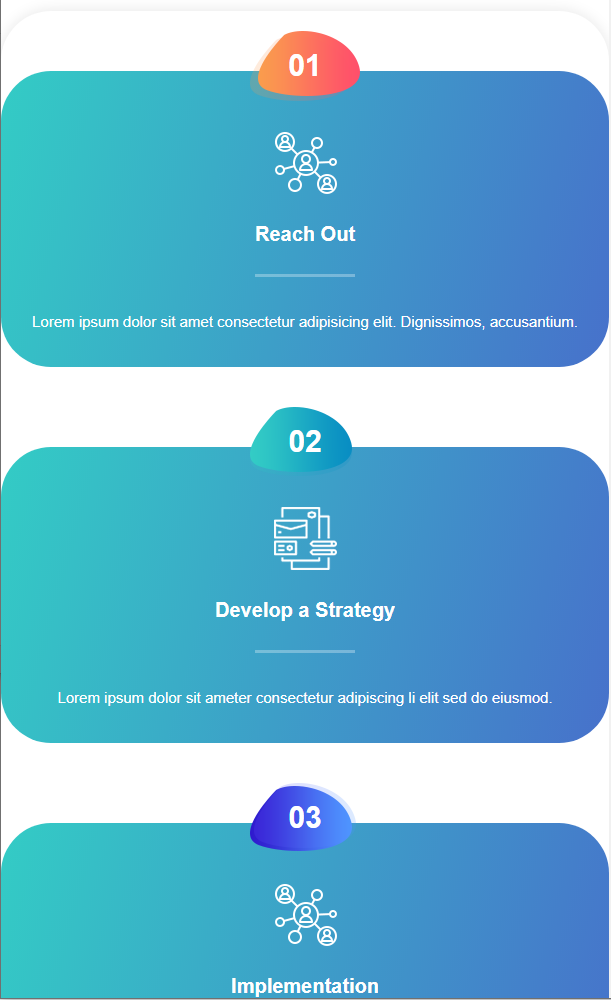 01
Reach Out
Lorem ipsum dolor sit amet consectetur adipisicing elit. Dignissimos, accusantium.
02
Develop a Strategy
Lorem ipsum dolor sit ameter consectetur adipiscing li elit sed do eiusmod.
03
Implementation